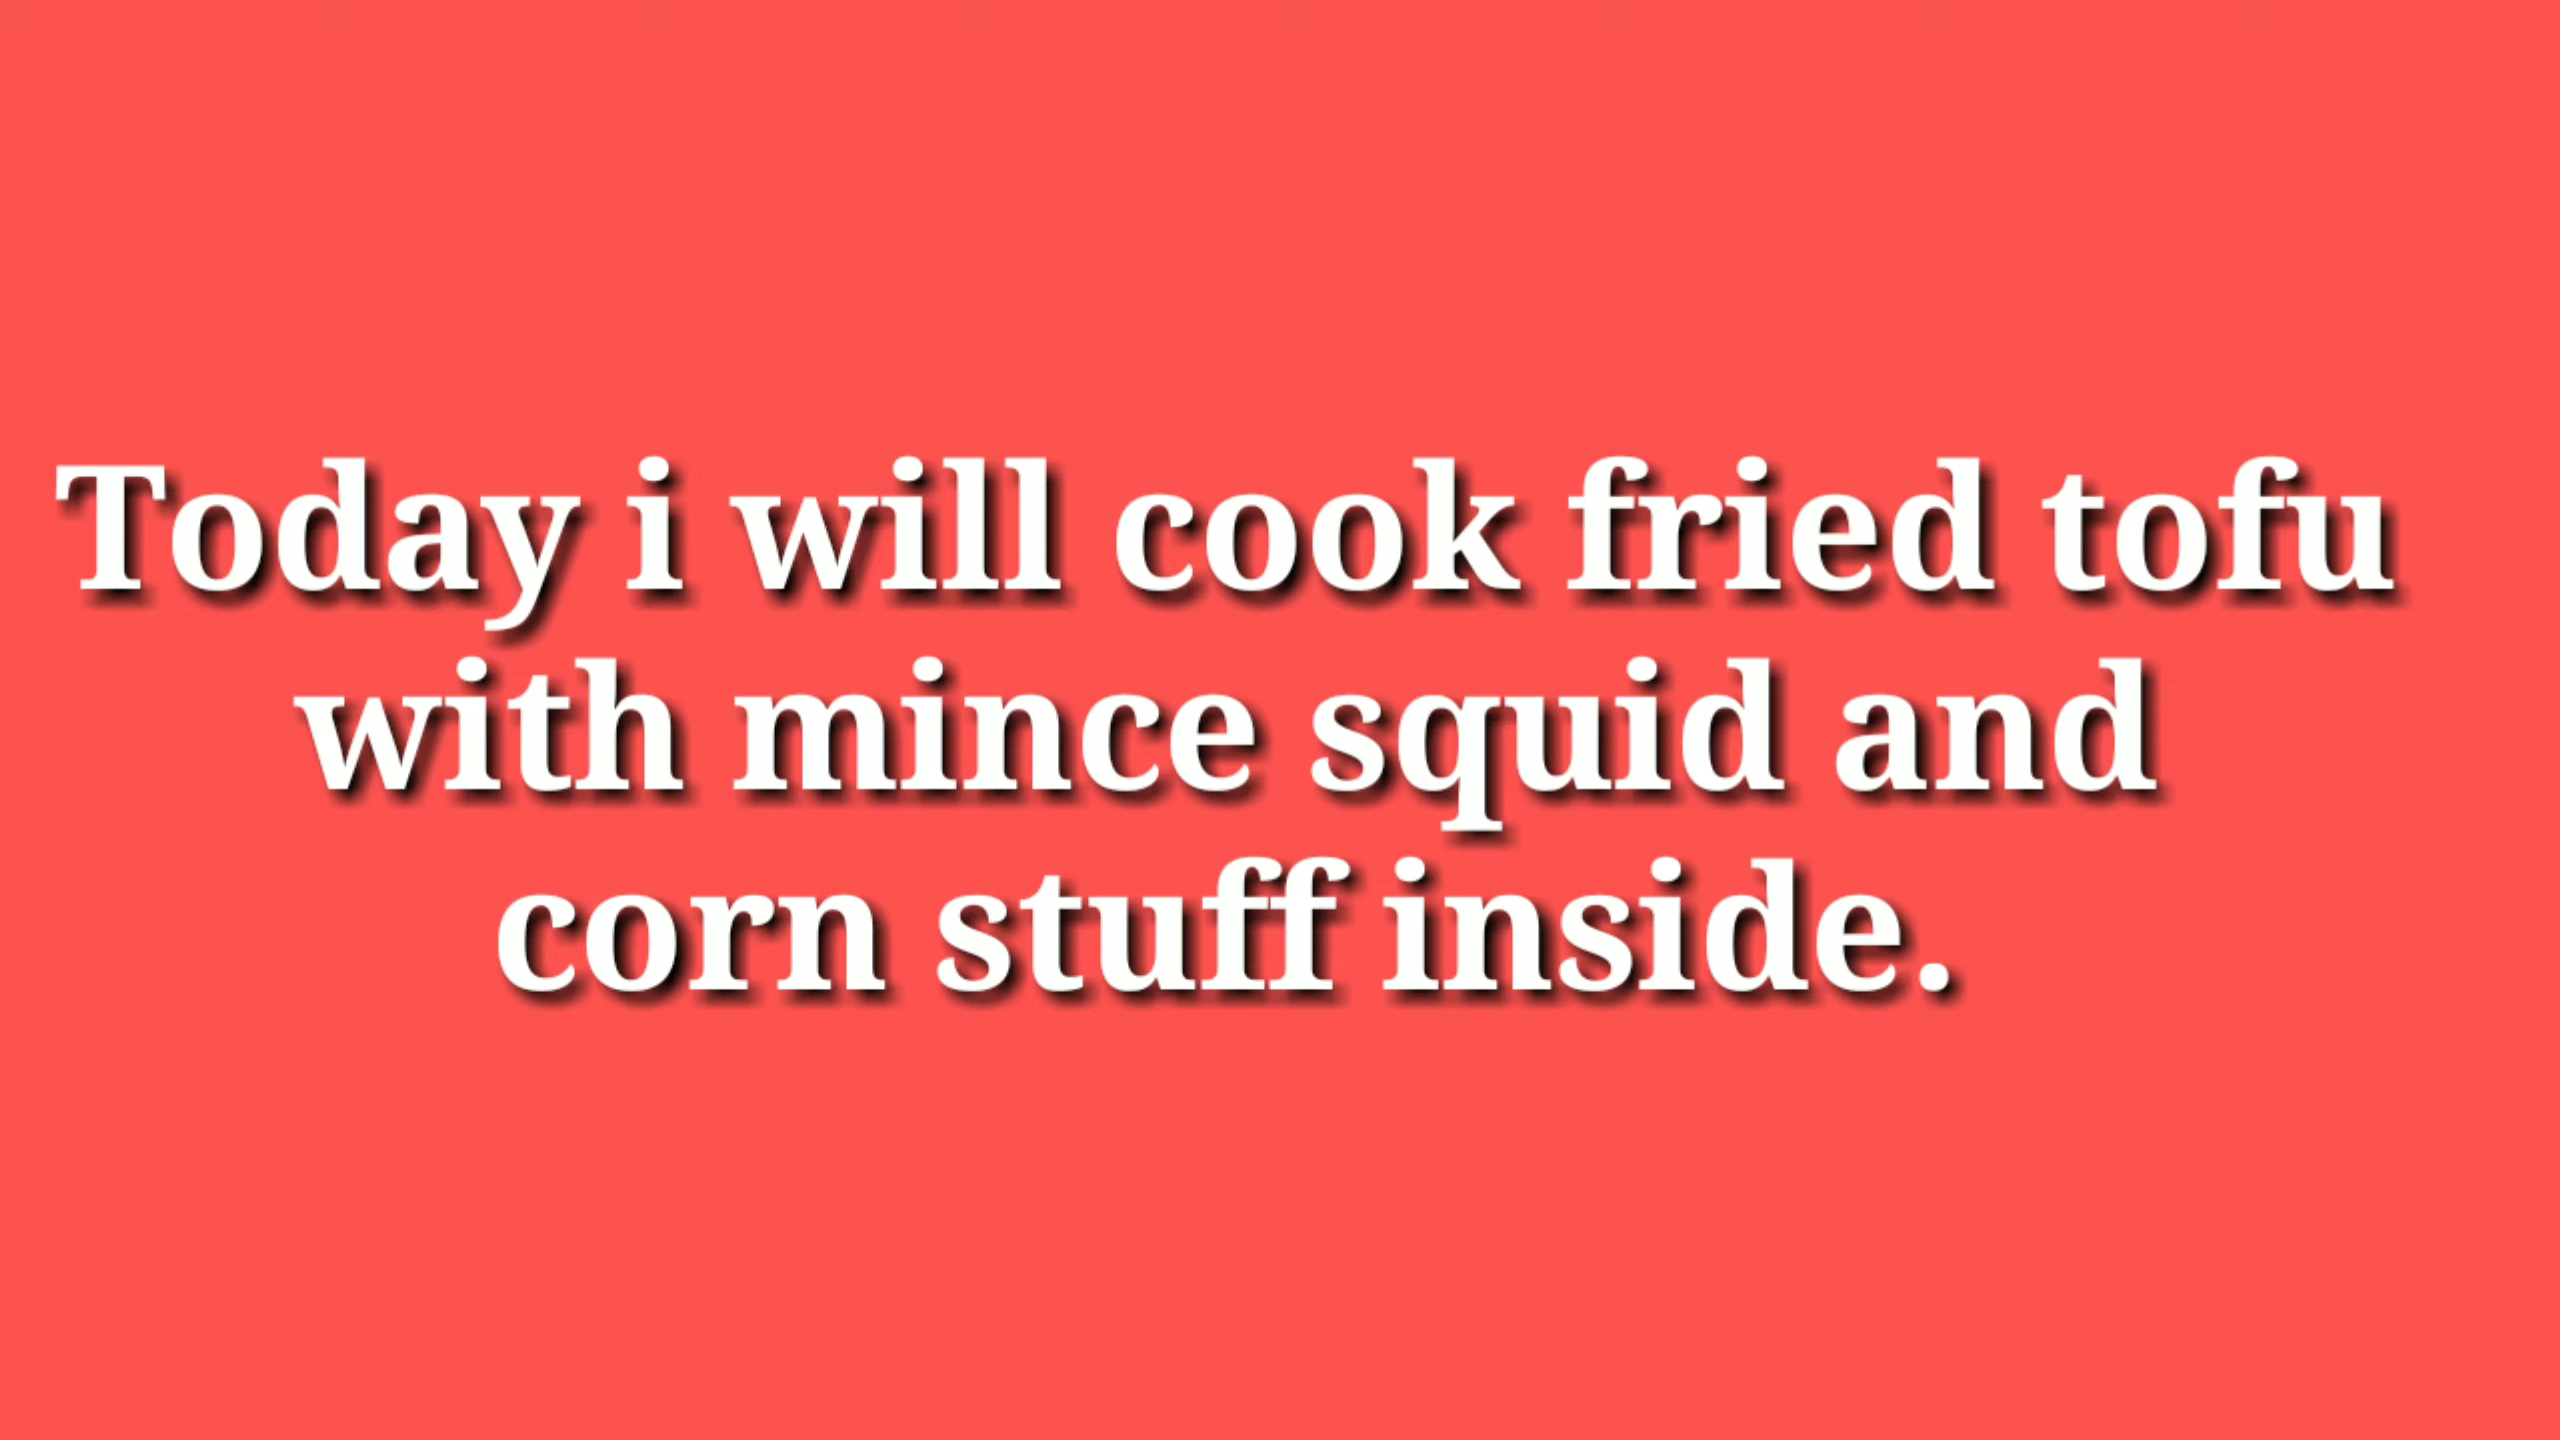 Today i will cook fried tofu
with mince squid and
corn stuff inside.